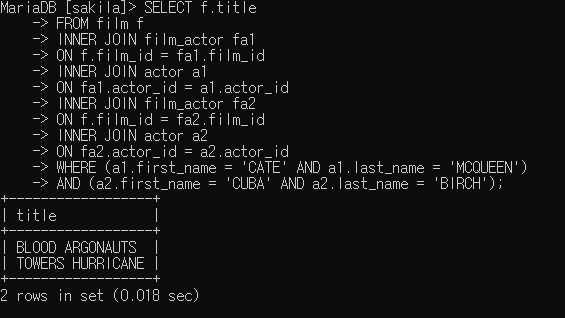 MariaDB [sakila]> SELECT f.title
    -> FROM film f
    -> INNER JOIN film_actor fa1
    -> ON f.film_id = fa1.film_id
    -> INNER JOIN actor a1
    -> ON fa1.actor_id = a1.actor_id
    -> INNER JOIN film_actor fa2
    -> ON f.film_id = fa2.film_id
    -> INNER JOIN actor a2
    -> ON fa2.actor_id = a2.actor_id
    -> WHERE (a1.first_name = 'CATE' AND a1.last_name = 'MCQUEEN')
    -> AND (a2.first_name = 'CUBA' AND a2.last_name = 'BIRCH');
+------------------+
| title            |
+------------------+
| BLOOD ARGONAUTS  |
| TOWERS HURRICANE |
+------------------+
2 rows in set (0.018 sec)